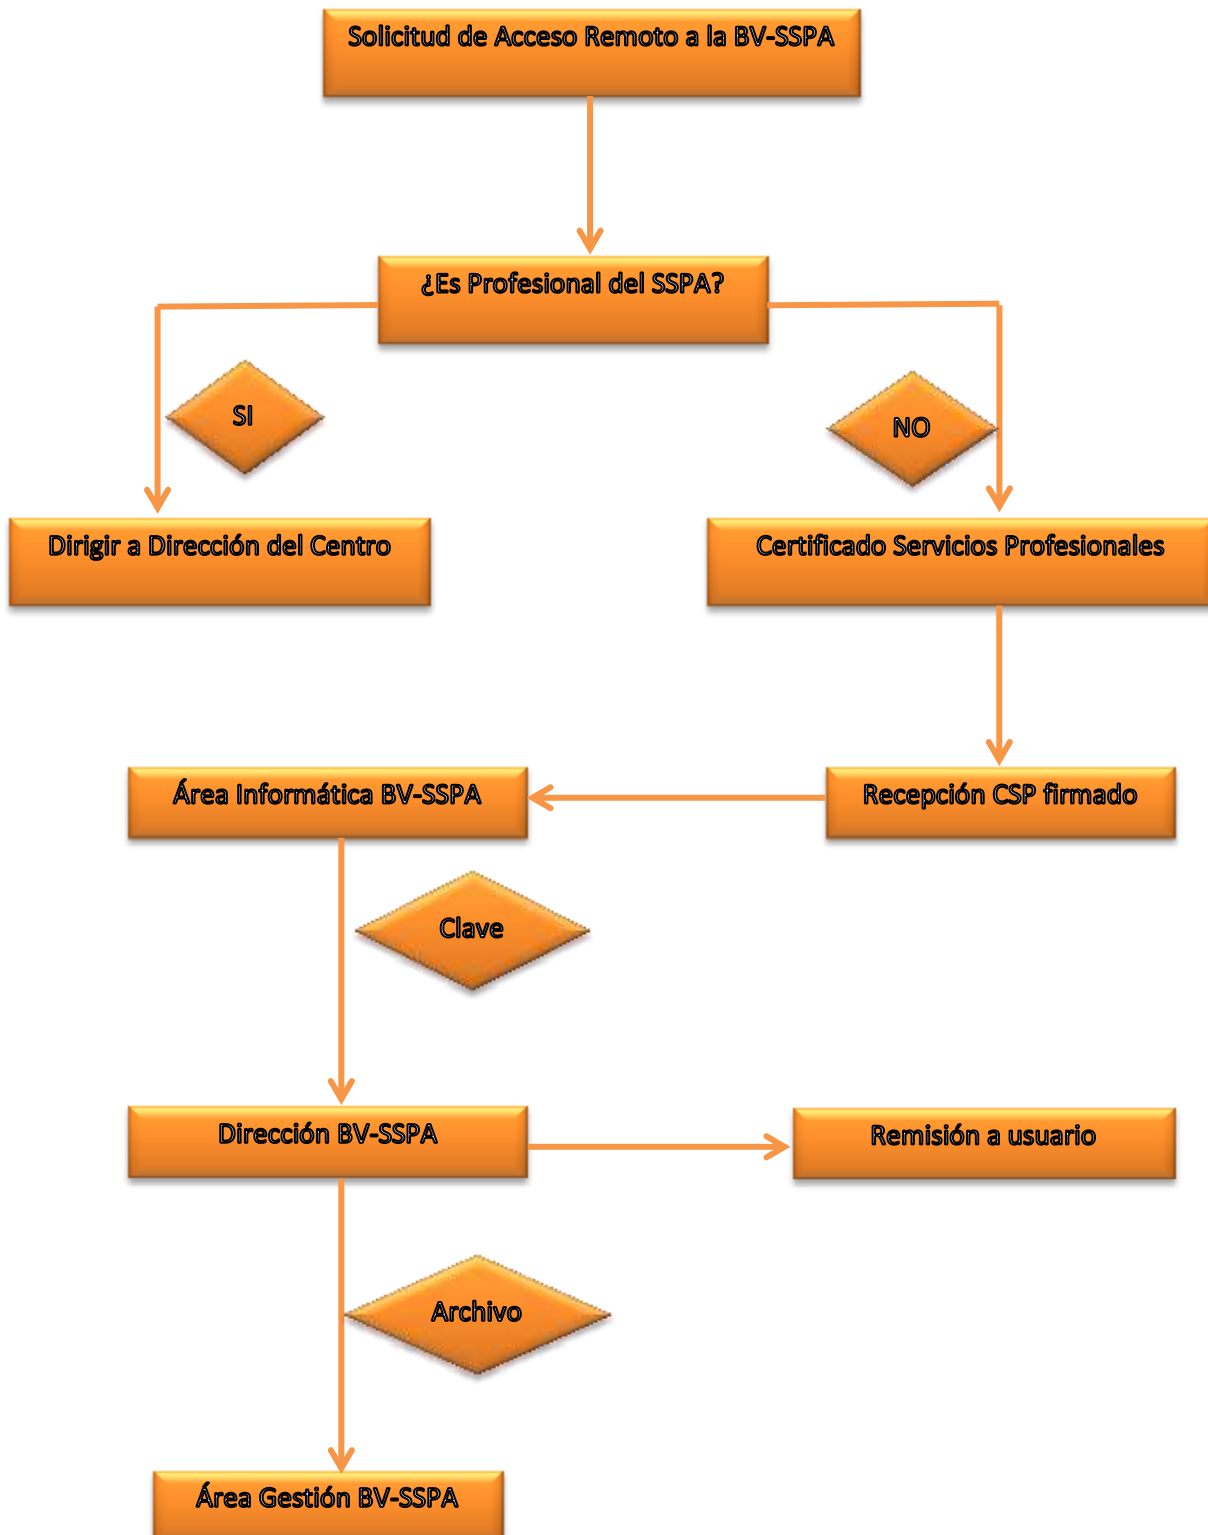 Solicitud de Acceso Remoto a la BV-SSPA
¿Es Profesional del SSPA?
SI
NO
Dirigir a Dirección del Centro
Certificado Servicios Profesionales
Área Informática BV-SSPA
Recepción CSP firmado
Clave
Dirección BV-SSPA
Remisión a usuario
Archivo
Área Gestión BV-SSPA